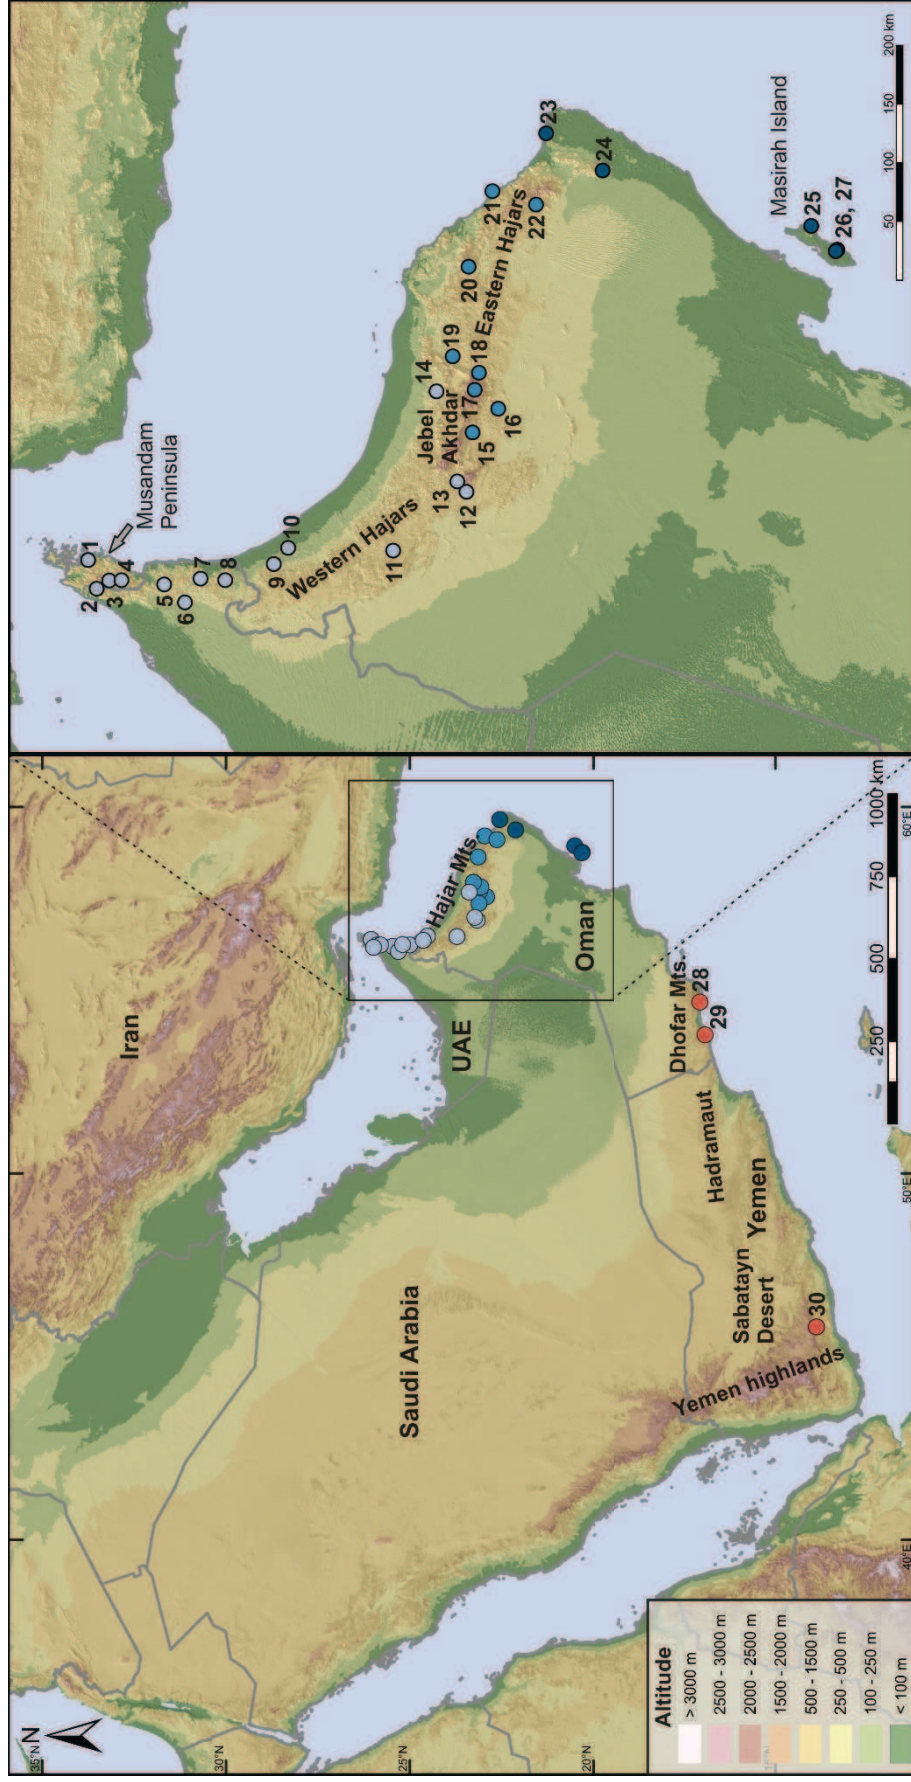 N
35°N
30°N
25°N
20°N
40°E
50°E
60°E
Iran
Saudi Arabia
UAE
Hajar Mts.
Oman
Dhofar Mts.
28
29
Hadramaut
Yemen
Sabatayn
Desert
Yemen highlands
30
250
500
750
1000 km
Altitude
> 3000 m
2500 - 3000 m
2000 - 2500 m
1500 - 2000 m
500 - 1500 m
250 - 500 m
100 - 250 m
< 100 m
Musandam
Peninsula
1
2
3
4
5
6
7
8
9
10
Western Hajars
11
12
13
14
Jebel
Akhdar
15
16
17
18
19
Eastern Hajars
20
21
22
23
24
Masirah Island
25
26, 27
50
100
150
200 km